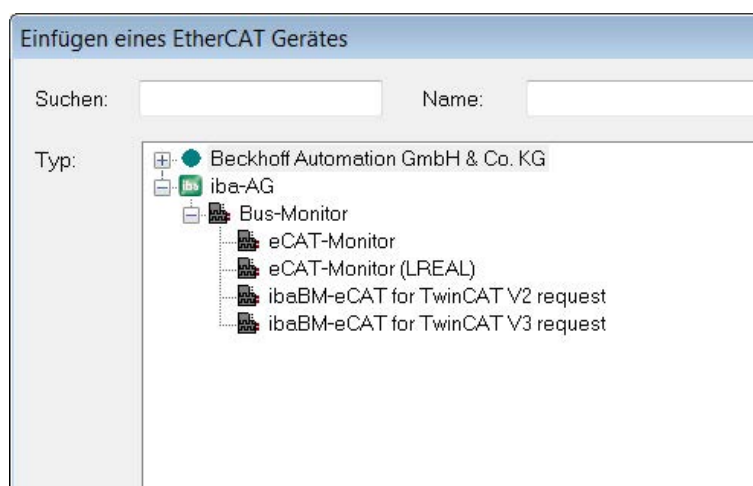 Einfügen eines EtherCAT Gerätes
Suchen: Name:
Typ: Beckhoff Automation GmbH & Co. KG
iba iba-AG
Bus-Monitor
eCAT-Monitor
eCAT-Monitor (LREAL)
ibaBM-eCAT for TwinCAT V2 request
ibaBM-eCAT for TwinCAT V3 request